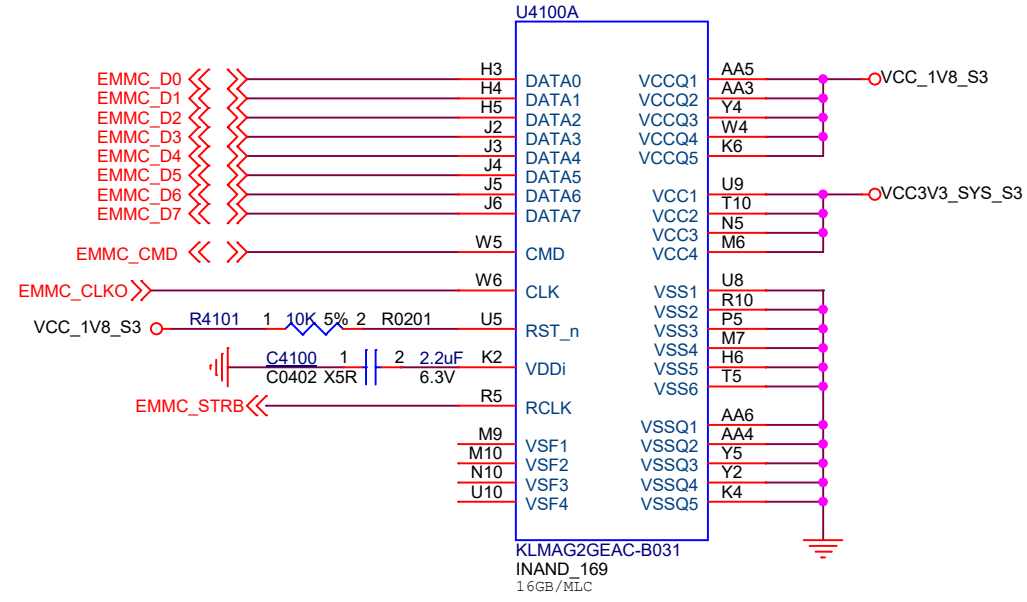 U4100A
EMMC_D0 H3 DATA0 VCCQ1 AA5 VCC_1V8_S3
EMMC_D1 H4 DATA1 VCCQ2 AA3
EMMC_D2 H5 DATA2 VCCQ3 Y4
EMMC_D3 J2 DATA3 VCCQ4 W4
EMMC_D4 J3 DATA4 VCCQ5 K6
EMMC_D5 J4 DATA5
EMMC_D6 J5 DATA6 VCC1 U9 VCC3V3_SYS_S3
EMMC_D7 J6 DATA7 VCC2 T10
VCC3 N5
EMMC_CMD W5 CMD VCC4 M6
EMMC_CLKO W6 CLK VSS1 U8
VSS2 R10
VCC_1V8_S3 R4101 1 10K 5% 2 R0201 U5 RST_n VSS3 P5
VSS4 M7
C4100 1 2 2.2uF K2 VDDi VSS5 H6
C0402 X5R 6.3V VSS6 T5
EMMC_STRB R5 RCLK
VSSQ1 AA6
M9 VSF1 VSSQ2 AA4
M10 VSF2 VSSQ3 Y5
N10 VSF3 VSSQ4 Y2
U10 VSF4 VSSQ5 K4
KLMAG2GEAC-B031
INAND_169
16GB/MLC